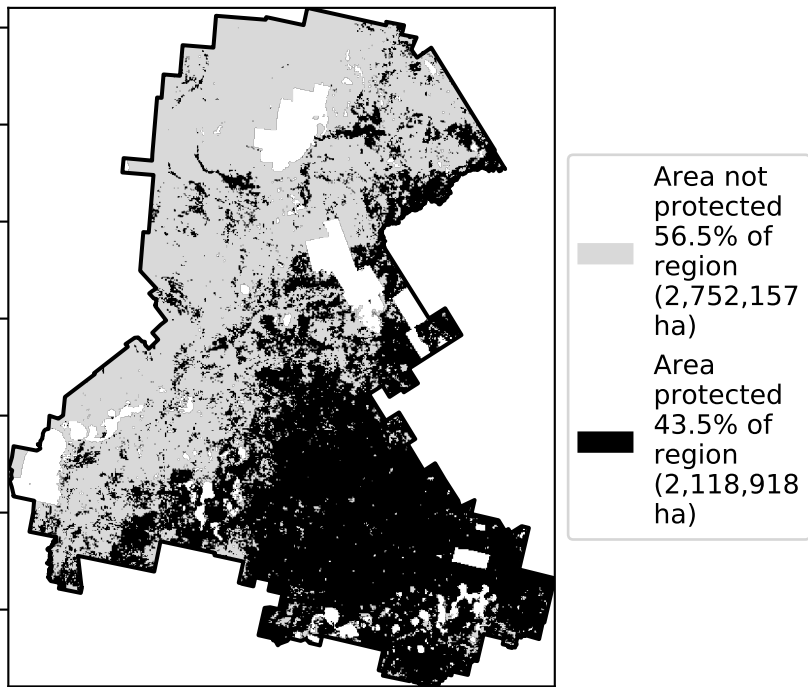 Area not
protected
56.5% of
region
(2,752,157
ha)
Area
protected
43.5% of
region
(2,118,918
ha)